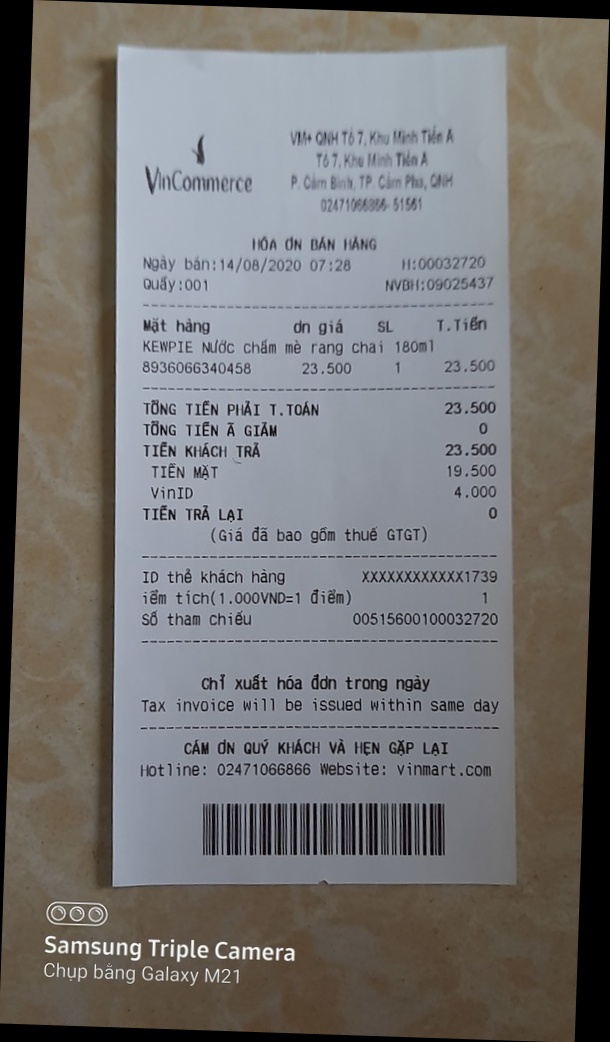 VinCommerce
VM+ QNH Tổ 7, Khu Minh Tiến A
Tổ 7, Khu Minh Tiến A
P. Cẩm Bình, TP. Cẩm Phả, QNH
02471066866- 51561
HÓA ƠN BÁN HÀNG
Ngày bán:14/08/2020 07:28 H:00032720
Quầy:001 NVBH:09025437
Mặt hàng ơn giá SL T.Tiền
KEWPIE Nước chấm mè rang chai 180ml
8936066340458 23.500 1 23.500
TỔNG TIỀN PHẢI T.TOÁN 23.500
TỔNG TIỀN Ã GIẢM 0
TIỀN KHÁCH TRẢ 23.500
TIỀN MẶT 19.500
VinID 4.000
TIỀN TRẢ LẠI 0
(Giá đã bao gồm thuế GTGT)
ID thẻ khách hàng XXXXXXXXXXXX1739
iểm tích(1.000VND=1 điểm) 1
Số tham chiếu 00515600100032720
Chỉ xuất hóa đơn trong ngày
Tax invoice will be issued within same day
CẢM ƠN QUÝ KHÁCH VÀ HẸN GẶP LẠI
Hotline: 02471066866 Website: vinmart.com
Samsung Triple Camera
Chụp bằng Galaxy M21